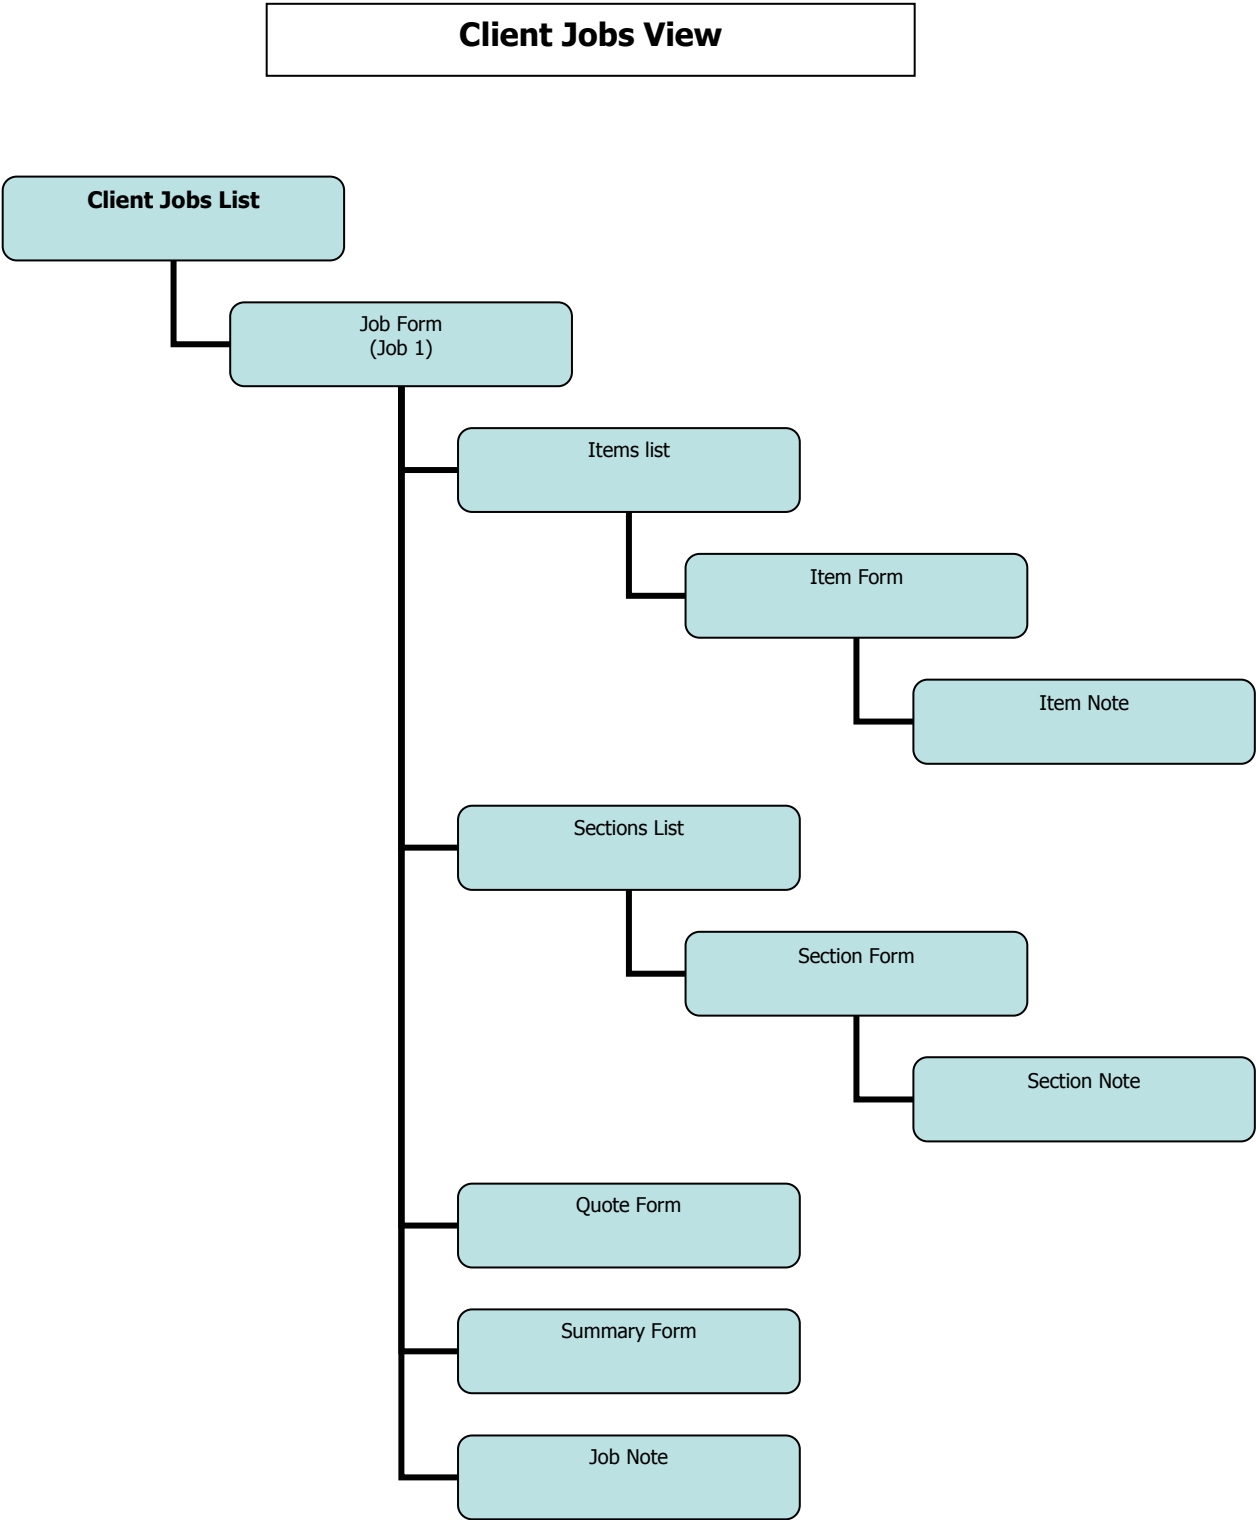 Client Jobs View
Client Jobs List
Job Form
(Job 1)
Items list
Item Form
Item Note
Sections List
Section Form
Section Note
Quote Form
Summary Form
Job Note